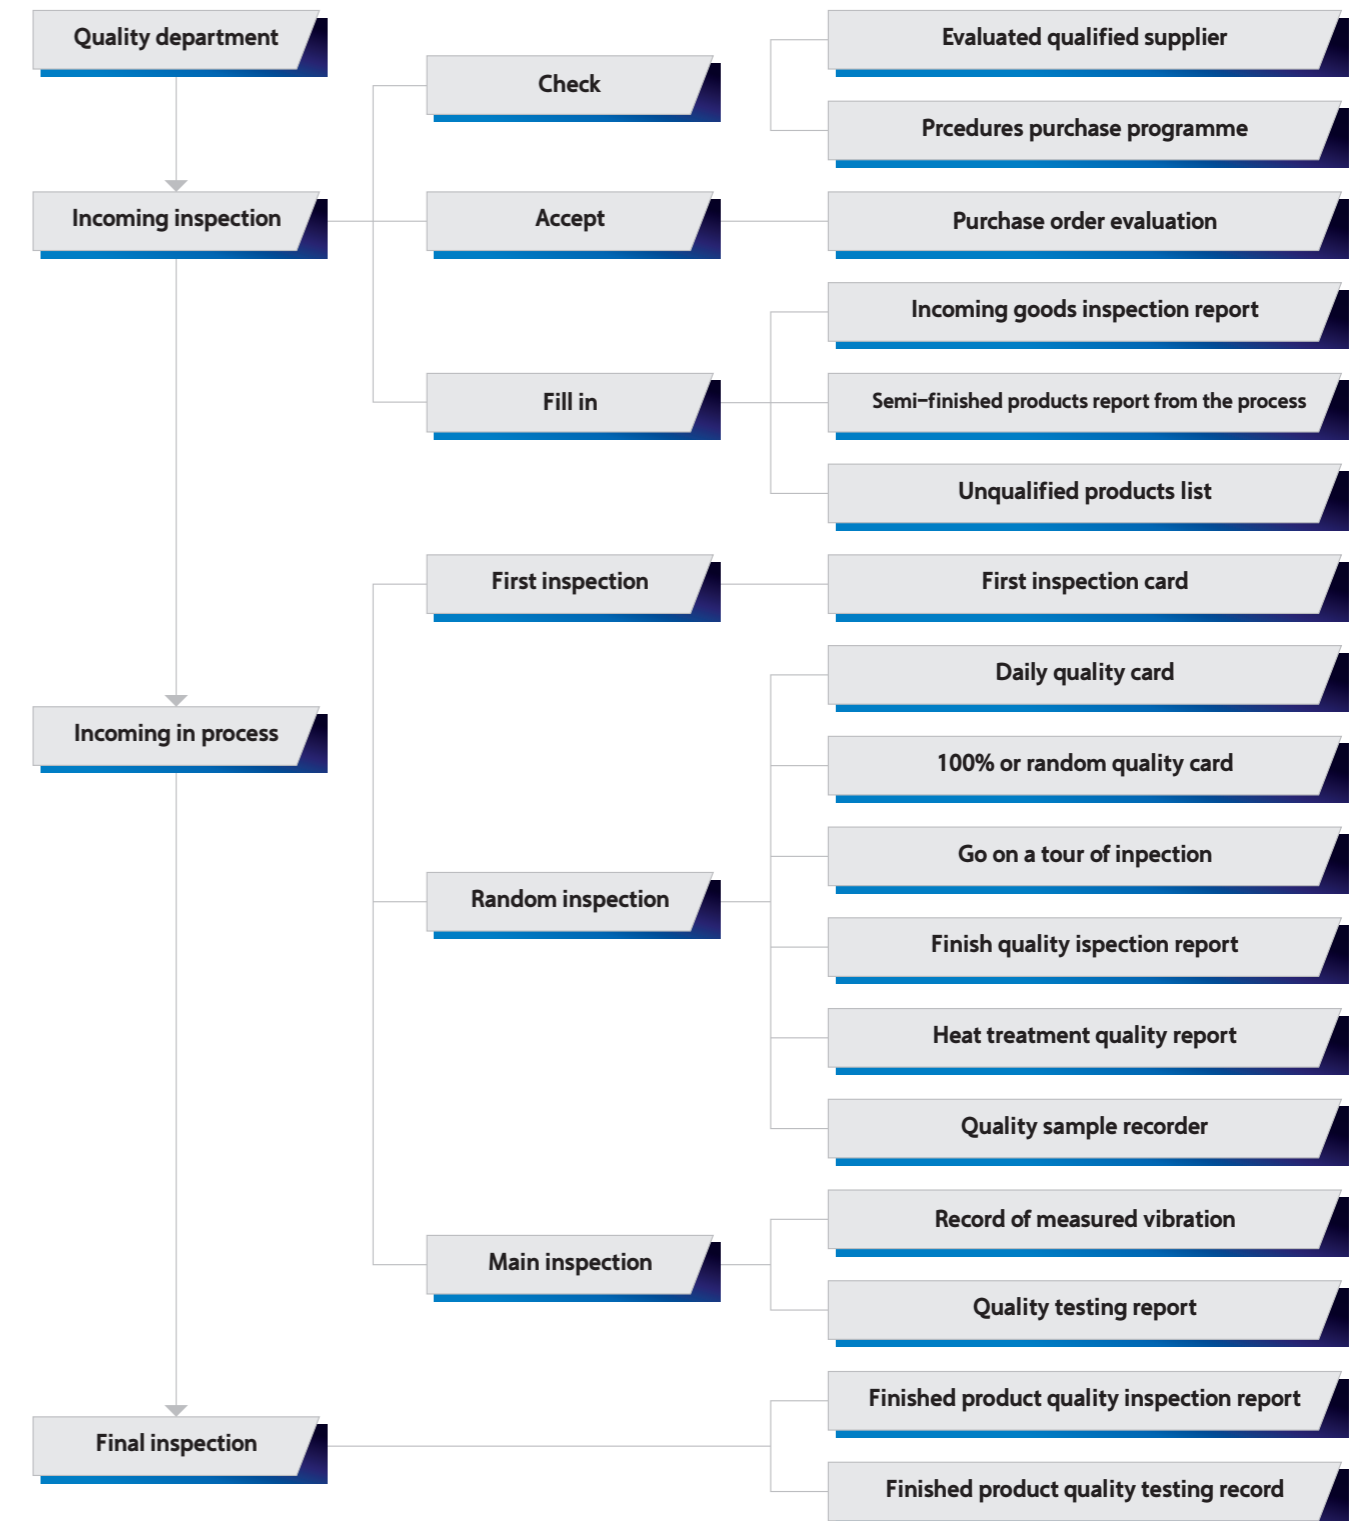 Quality department
Incoming inspection
Incoming in process
Final inspection
Check
Accept
Fill in
First inspection
Random inspection
Main inspection
Evaluated qualified supplier
Prcedures purchase programme
Purchase order evaluation
Incoming goods inspection report
Semi-finished products report from the process
Unqualified products list
First inspection card
Daily quality card
100% or random quality card
Go on a tour of inpection
Finish quality ispection report
Heat treatment quality report
Quality sample recorder
Record of measured vibration
Quality testing report
Finished product quality inspection report
Finished product quality testing record